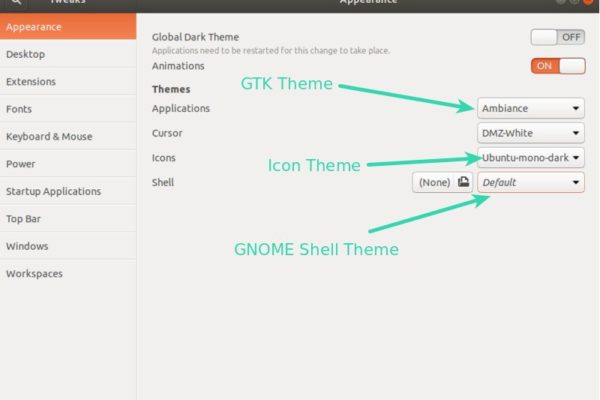 Tweaks
Appearance
Appearance
Desktop
Extensions
Fonts
Keyboard & Mouse
Power
Startup Applications
Top Bar
Windows
Workspaces
Global Dark Theme
OFF
Applications need to be restarted for this change to take place.
Animations
ON
Themes
GTK Theme
Applications
Ambiance
Cursor
DMZ-White
Icons
Icon Theme
Ubuntu-mono-dark
Shell
(None)
Default
GNOME Shell Theme